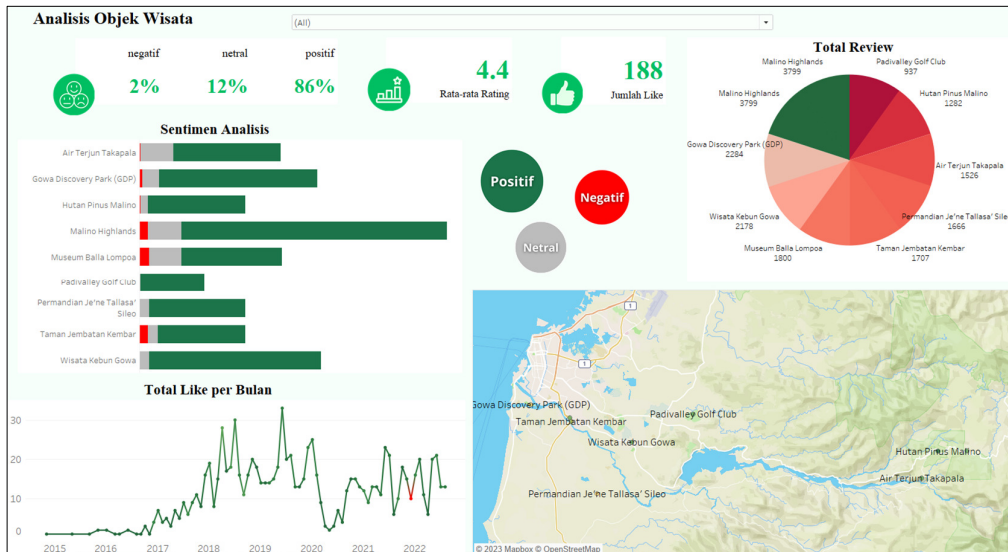 Analisis Objek Wisata
(All)
negatif
netral
positif
2%
12%
86%
4.4
Rata-rata Rating
188
Jumlah Like
Total Review
Malino Highlands
3799
Padivalley Golf Club
937
Malino Highlands
3799
Hutan Pinus Malino
1282
Gowa Discovery Park (GDP)
2284
Air Terjun Takapala
1526
Wisata Kebun Gowa
2178
Permandian Je'ne Tallasa' Sileo
1666
Museum Balla Lompoa
1800
Taman Jembatan Kembar
1707
Sentimen Analisis
Air Terjun Takapala
Gowa Discovery Park (GDP)
Hutan Pinus Malino
Malino Highlands
Museum Balla Lompoa
Padivalley Golf Club
Permandian Je'ne Tallasa'
Sileo
Taman Jembatan Kembar
Wisata Kebun Gowa
Positif
Negatif
Netral
Total Like per Bulan
30
20
10
0
2015
2016
2017
2018
2019
2020
2021
2022
1
1
Gowa Discovery Park (GDP)
Taman Jembatan Kembar
Padivalley Golf Club
Wisata Kebun Gowa
Hutan Pinus Malino
Air Terjun Takapala
Permandian Je'ne Tallasa' Sileo
© 2023 Mapbox © OpenStreetMap